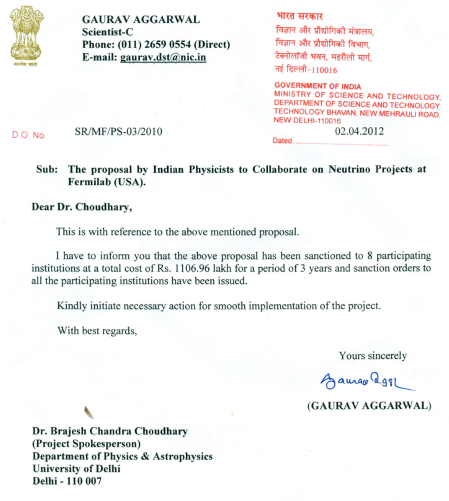 GAURAV AGGARWAL
Scientist-C
Phone: (011) 2659 0554 (Direct)
E-mail: gaurav.dst@nic.in
भारत सरकार
विज्ञान और प्रौद्योगिकी मंत्रालय,
विज्ञान और प्रौद्योगिकी विभाग,
टेक्नोलॉजी भवन, महरौली मार्ग,
नई दिल्ली-110016
GOVERNMENT OF INDIA
MINISTRY OF SCIENCE AND TECHNOLOGY,
DEPARTMENT OF SCIENCE AND TECHNOLOGY,
TECHNOLOGY BHAVAN, NEW MEHRAULI ROAD,
NEW DELHI-110016
D.O. No. SR/MF/PS-03/2010
02.04.2012
Dated
Sub: The proposal by Indian Physicists to Collaborate on Neutrino Projects at
Fermilab (USA).
Dear Dr. Choudhary,
This is with reference to the above mentioned proposal.
I have to inform you that the above proposal has been sanctioned to 8 participating
institutions at a total cost of Rs. 1106.96 lakh for a period of 3 years and sanction orders to
all the participating institutions have been issued.
Kindly initiate necessary action for smooth implementation of the project.
With best regards,
Yours sincerely
(GAURAV AGGARWAL)
Dr. Brajesh Chandra Choudhary
(Project Spokesperson)
Department of Physics & Astrophysics
University of Delhi
Delhi - 110 007